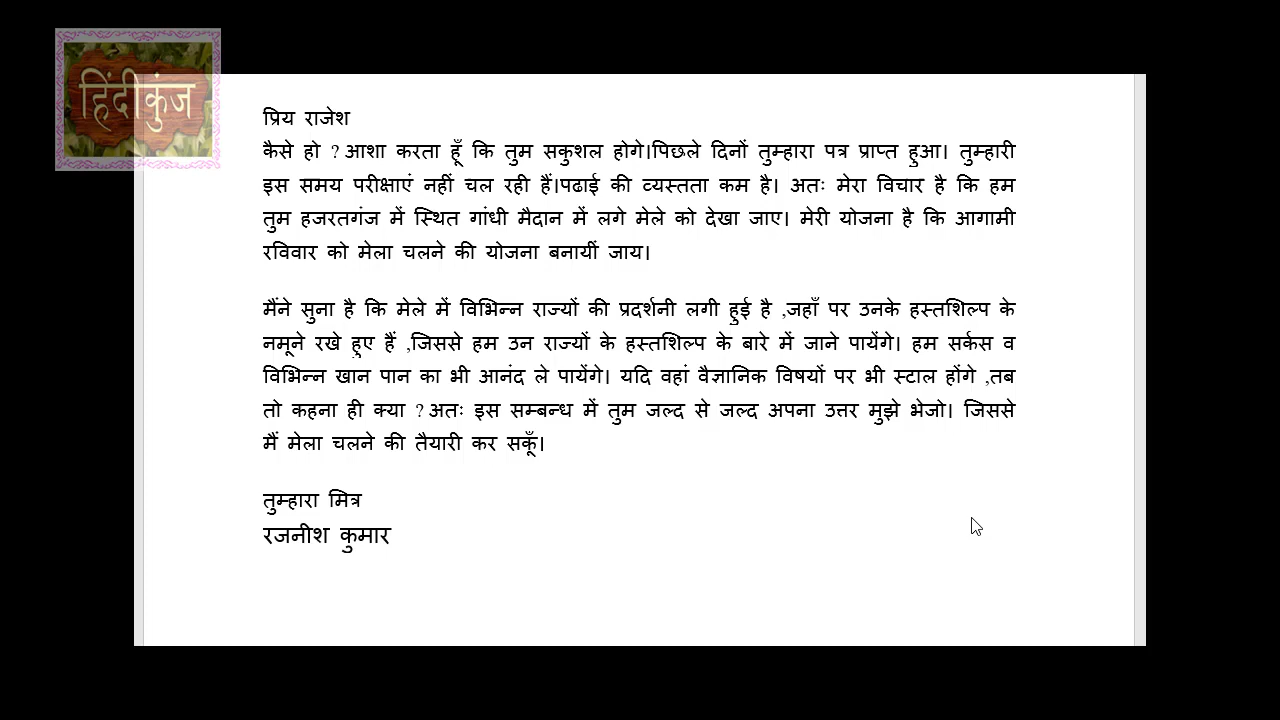 हिंदीकुंज
प्रिय राजेश
कैसे हो ? आशा करता हूँ कि तुम सकुशल होगे।पिछले दिनों तुम्हारा पत्र प्राप्त हुआ। तुम्हारी
इस समय परीक्षाएं नहीं चल रही हैं।पढाई की व्यस्तता कम है। अतः मेरा विचार है कि हम
तुम हजरतगंज में स्थित गांधी मैदान में लगे मेले को देखा जाए। मेरी योजना है कि आगामी
रविवार को मेला चलने की योजना बनायीं जाय।
मैंने सुना है कि मेले में विभिन्न राज्यों की प्रदर्शनी लगी हुई है ,जहाँ पर उनके हस्तशिल्प के
नमूने रखे हुए हैं ,जिससे हम उन राज्यों के हस्तशिल्प के बारे में जाने पायेंगे। हम सर्कस व
विभिन्न खान पान का भी आनंद ले पायेंगे। यदि वहां वैज्ञानिक विषयों पर भी स्टाल होंगे ,तब
तो कहना ही क्या ? अतः इस सम्बन्ध में तुम जल्द से जल्द अपना उत्तर मुझे भेजो। जिससे
मैं मेला चलने की तैयारी कर सकूँ।
तुम्हारा मित्र
रजनीश कुमार